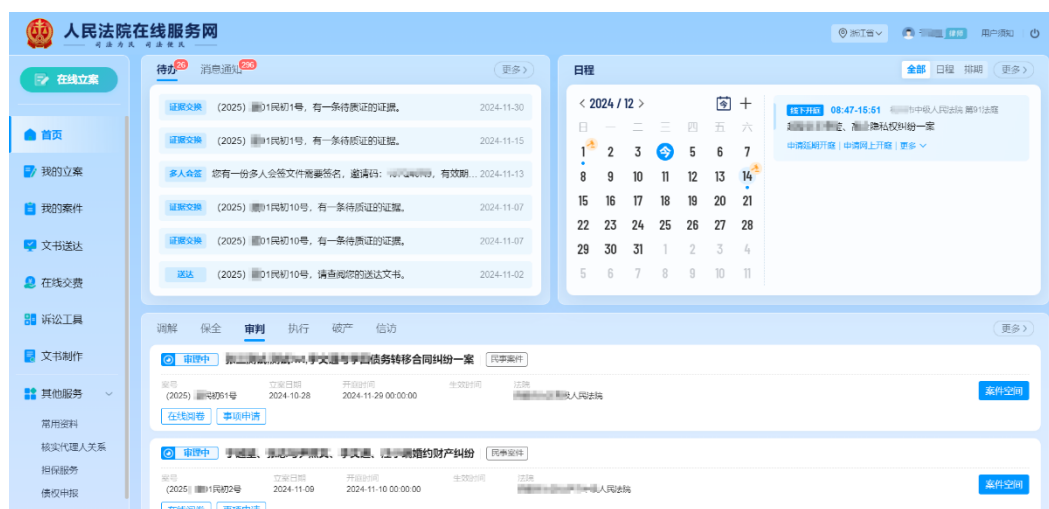 人民法院在线服务网
司法为民 司法便民
浙江省
律师
用户须知
在线立案
首页
我的立案
我的案件
文书送达
在线交费
诉讼工具
文书制作
其他服务
常用资料
核实代理人关系
担保服务
债权申报
待办 26 消息通知 296 更多>
证据交换 (2025) 01民初1号，有一条待质证的证据。 2024-11-30
证据交换 (2025) 01民初1号，有一条待质证的证据。 2024-11-15
多人会签 您有一份多人会签文件需要签名，邀请码： ，有效期... 2024-11-13
证据交换 (2025) 01民初10号，有一条待质证的证据。 2024-11-07
证据交换 (2025) 01民初10号，有一条待质证的证据。 2024-11-07
送达 (2025) 01民初10号，请查阅您的送达文书。 2024-11-02
日程 全部 日程 排期 更多>
< 2024 / 12 > 今 +
日 一 二 三 四 五 六
1 2 3 今 5 6 7
8 9 10 11 12 13 14
15 16 17 18 19 20 21
22 23 24 25 26 27 28
29 30 31 1 2 3 4
5 6 7 8 9 10 11
线下开庭 08:47-15:51 中级人民法院 第91法庭
隐私权纠纷一案
申请延期开庭 | 申请网上开庭 | 更多
调解 保全 审判 执行 破产 信访 更多>
审理中 债务转移合同纠纷一案 民事案件
案号 立案日期 开庭时间 生效时间 法院
(2025) 民初61号 2024-10-28 2024-11-29 00:00:00 级人民法院
案件空间
在线阅卷 事项申请
审理中 婚约财产纠纷 民事案件
案号 立案日期 开庭时间 生效时间 法院
(2025) 01民初2号 2024-11-09 2024-11-10 00:00:00 级人民法院
案件空间
在线阅卷 事项申请